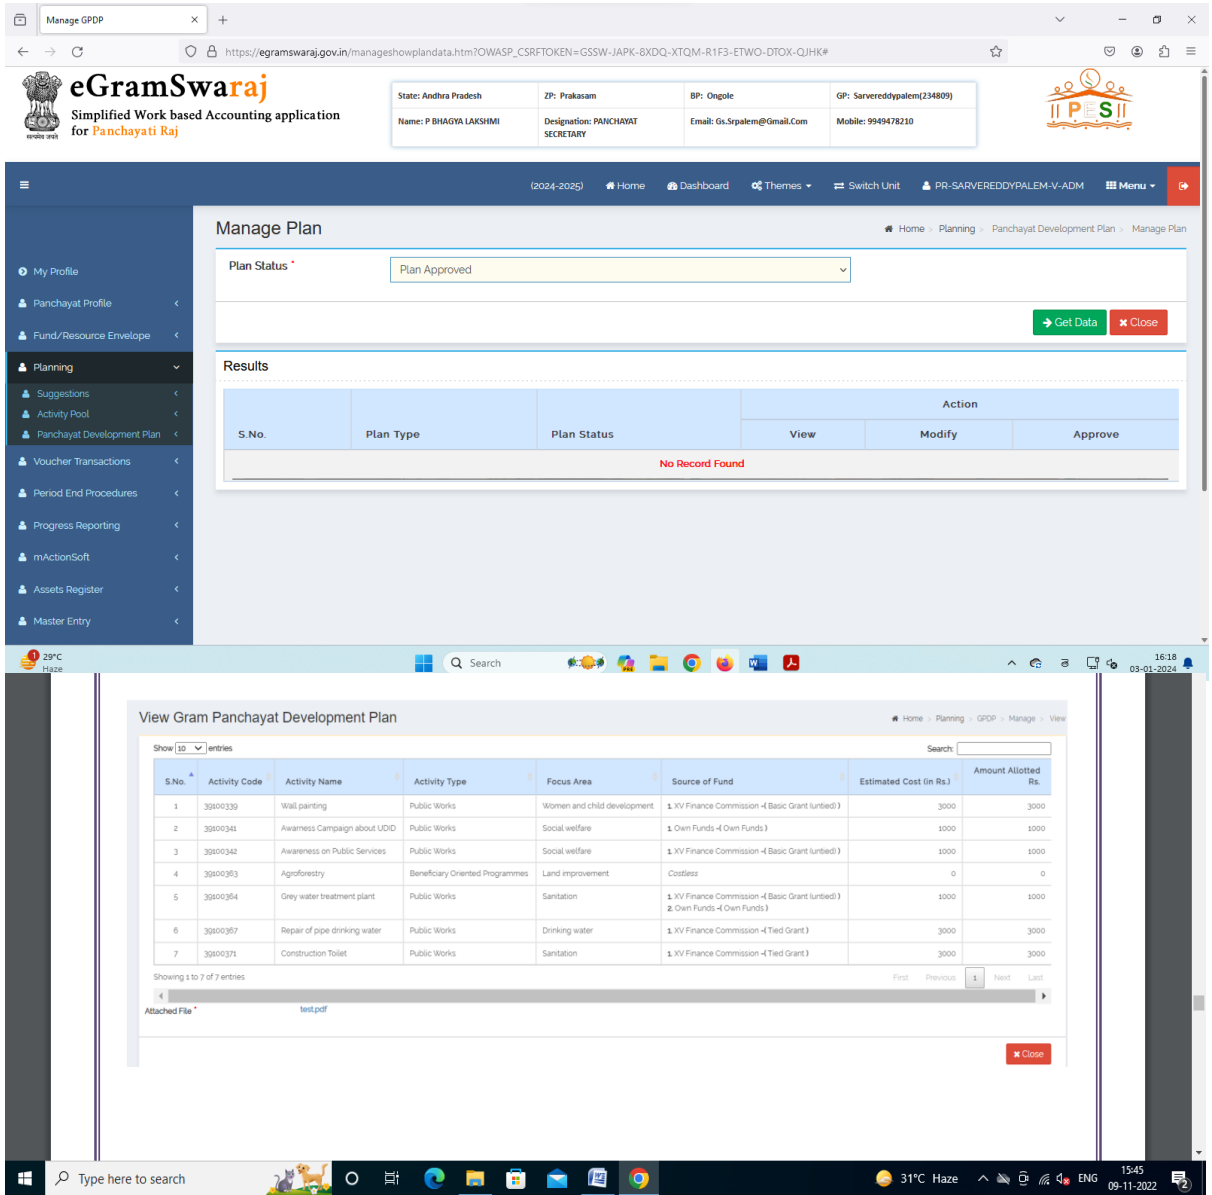 Manage GPDP
https://egramswaraj.gov.in/manageshowplandata.htm?OWASP_CSRFTOKEN=GSSW-JAPK-8XDQ-XTQM-R1F3-ETWO-DTOX-QJHK#
eGramSwaraj
Simplified Work based Accounting application
for Panchayati Raj
सत्यमेव जयते
State: Andhra Pradesh ZP: Prakasam BP: Ongole GP: Sarvereddypalem(234809)
Name: P BHAGYA LAKSHMI Designation: PANCHAYAT SECRETARY Email: Gs.Srpalem@Gmail.Com Mobile: 9949478210
PES
(2024-2025) Home Dashboard Themes Switch Unit PR-SARVEREDDYPALEM-V-ADM Menu
Manage Plan
Home > Planning > Panchayat Development Plan > Manage Plan
My Profile
Panchayat Profile
Fund/Resource Envelope
Planning
Suggestions
Activity Pool
Panchayat Development Plan
Voucher Transactions
Period End Procedures
Progress Reporting
mActionSoft
Assets Register
Master Entry
Plan Status *
Plan Approved
Get Data Close
Results
Action
S.No. Plan Type Plan Status View Modify Approve
No Record Found
1
29°C
Haze
Search
16:18
03-01-2024
View Gram Panchayat Development Plan
Home > Planning > GPDP > Manage > View
Show 10 entries
Search:
S.No. Activity Code Activity Name Activity Type Focus Area Source of Fund Estimated Cost (in Rs.) Amount Allotted Rs.
1 39100339 Wall painting Public Works Women and child development 1. XV Finance Commission -( Basic Grant (untied) ) 3000 3000
2 39100341 Awarness Campaign about UDID Public Works Social welfare 1. Own Funds -( Own Funds ) 1000 1000
3 39100342 Awareness on Public Services Public Works Social welfare 1. XV Finance Commission -( Basic Grant (untied) ) 1000 1000
4 39100363 Agroforestry Beneficiary Oriented Programmes Land improvement Costless 0 0
5 39100364 Grey water treatment plant Public Works Sanitation 1. XV Finance Commission -( Basic Grant (untied) ) 1000 1000
2. Own Funds -( Own Funds )
6 39100367 Repair of pipe drinking water Public Works Drinking water 1. XV Finance Commission -( Tied Grant ) 3000 3000
7 39100371 Construction Toilet Public Works Sanitation 1. XV Finance Commission -( Tied Grant ) 3000 3000
Showing 1 to 7 of 7 entries
First Previous 1 Next Last
Attached File *
test.pdf
Close
Type here to search
31°C Haze
ENG
15:45
09-11-2022
2